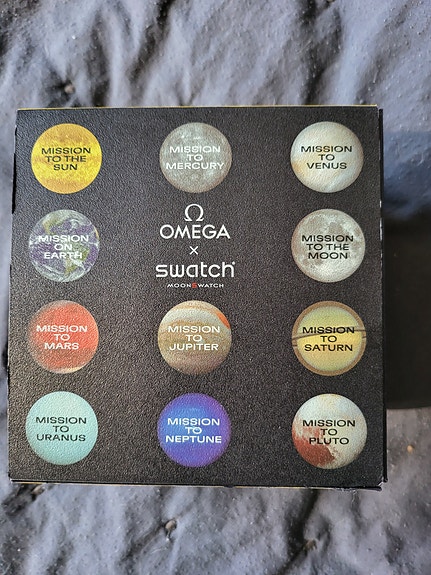 MISSION
TO THE
SUN
MISSION
TO
MERCURY
MISSION
TO
VENUS
MISSION
ON
EARTH
Ω
OMEGA
×
swatch®
MOONSWATCH
MISSION
TO THE
MOON
MISSION
TO
MARS
MISSION
TO
JUPITER
MISSION
TO
SATURN
MISSION
TO
URANUS
MISSION
TO
NEPTUNE
MISSION
TO
PLUTO